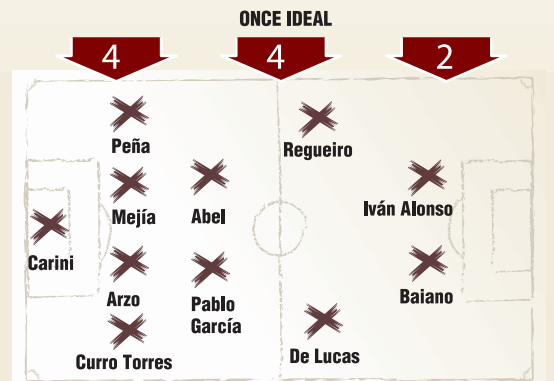 ONCE IDEAL
4 4 2
Peña
Regueiro
Mejía
Abel
Iván Alonso
Carini
Arzo
Pablo
García
Baiano
Curro Torres
De Lucas